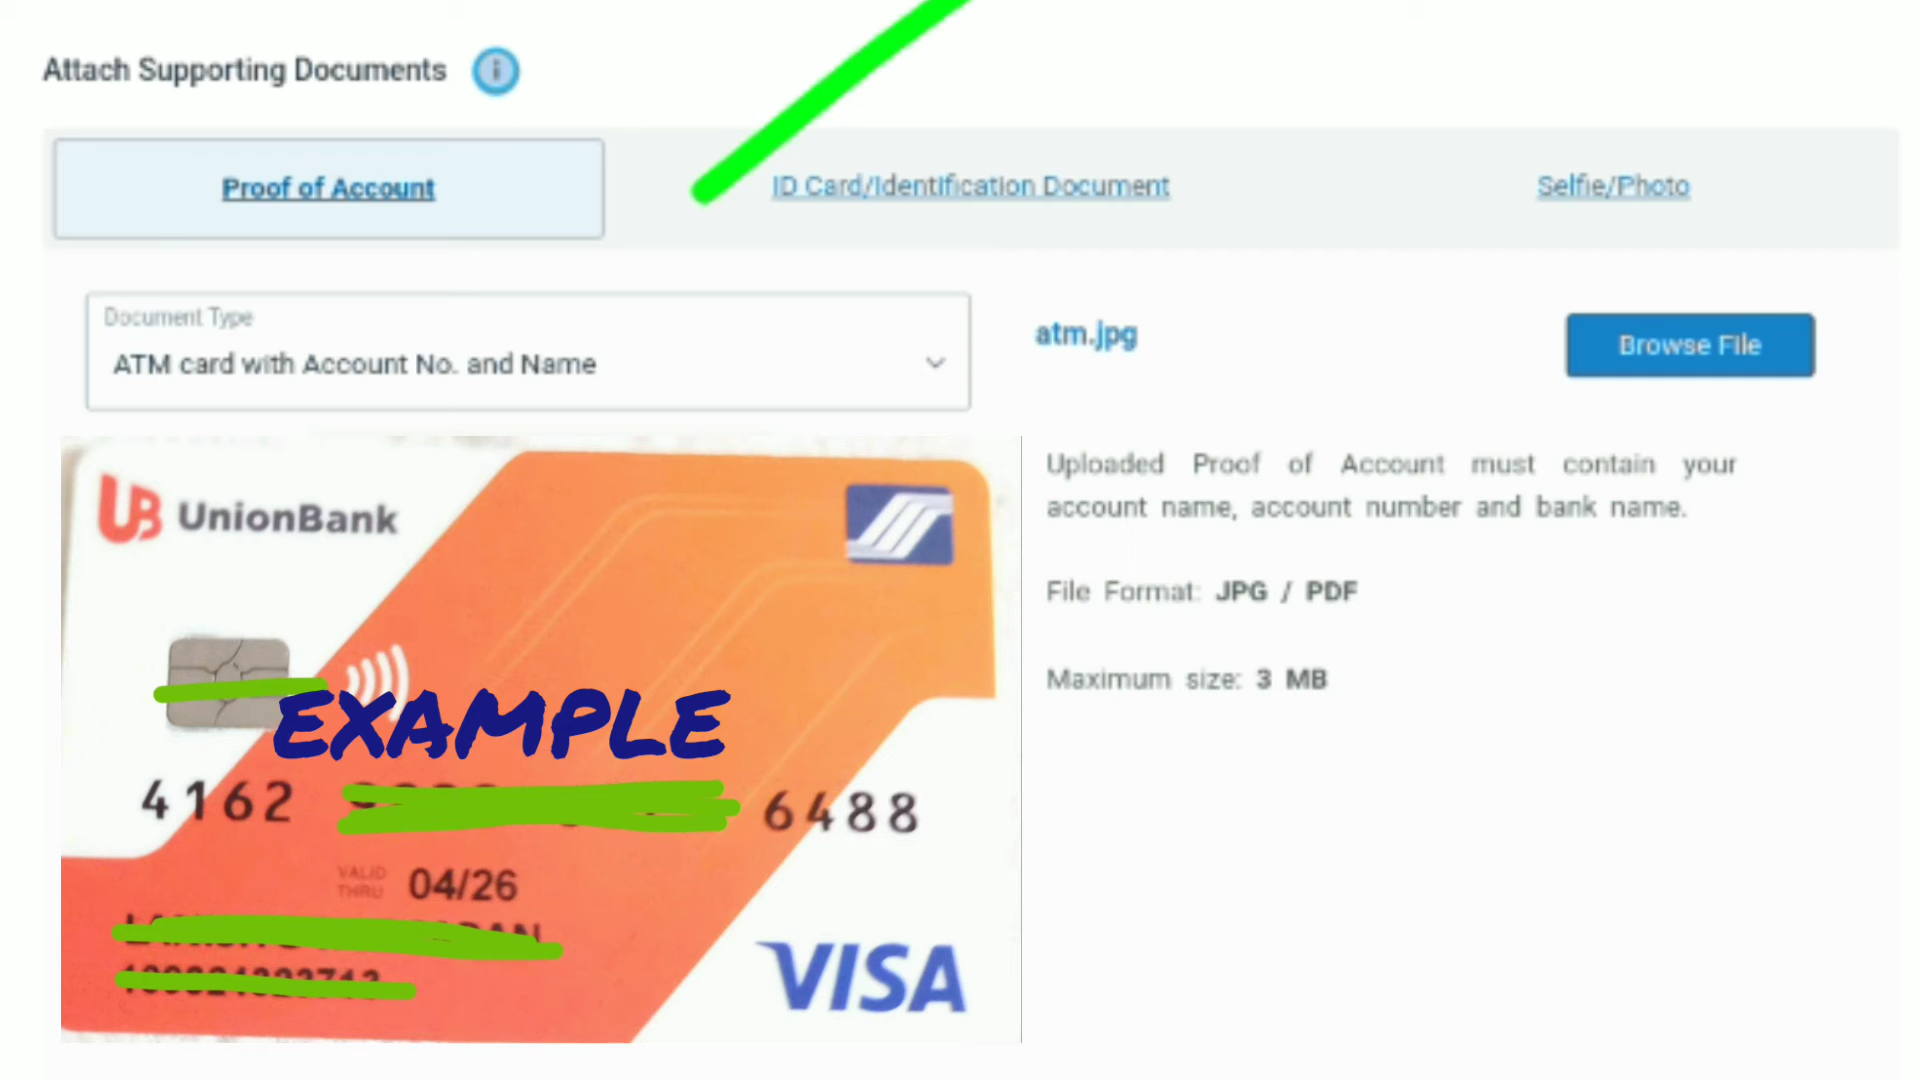 Attach Supporting Documents
i
Proof of Account
ID Card/Identification Document
Selfie/Photo
Document Type
ATM card with Account No. and Name
atm.jpg
Browse File
UB UnionBank
Uploaded Proof of Account must contain your
account name, account number and bank name.
File Format: JPG / PDF
Maximum size: 3 MB
EXAMPLE
4162 6488
VALID
THRU 04/26
VISA